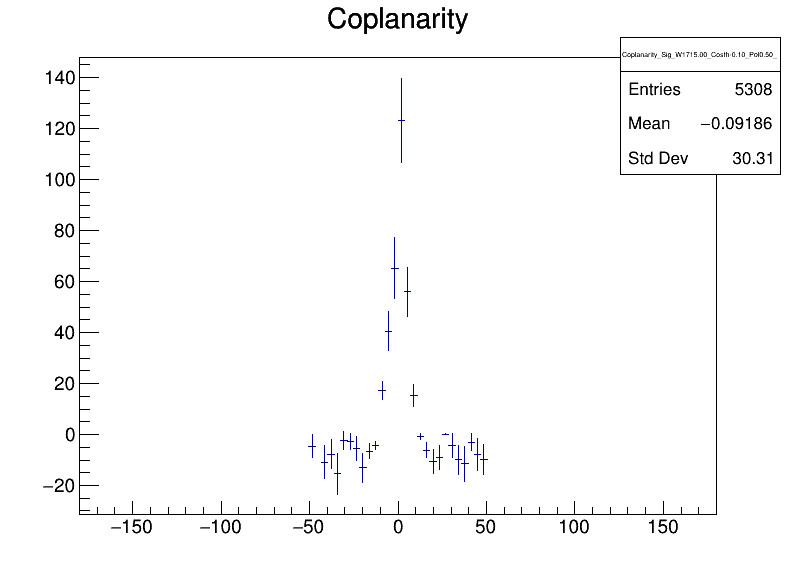 Coplanarity
Coplanarity_Sig_W1715.00_Costh-0.10_Pol0.50_
Entries 5308
Mean −0.09186
Std Dev 30.31
140
120
100
80
60
40
20
0
−20
−150 −100 −50 0 50 100 150